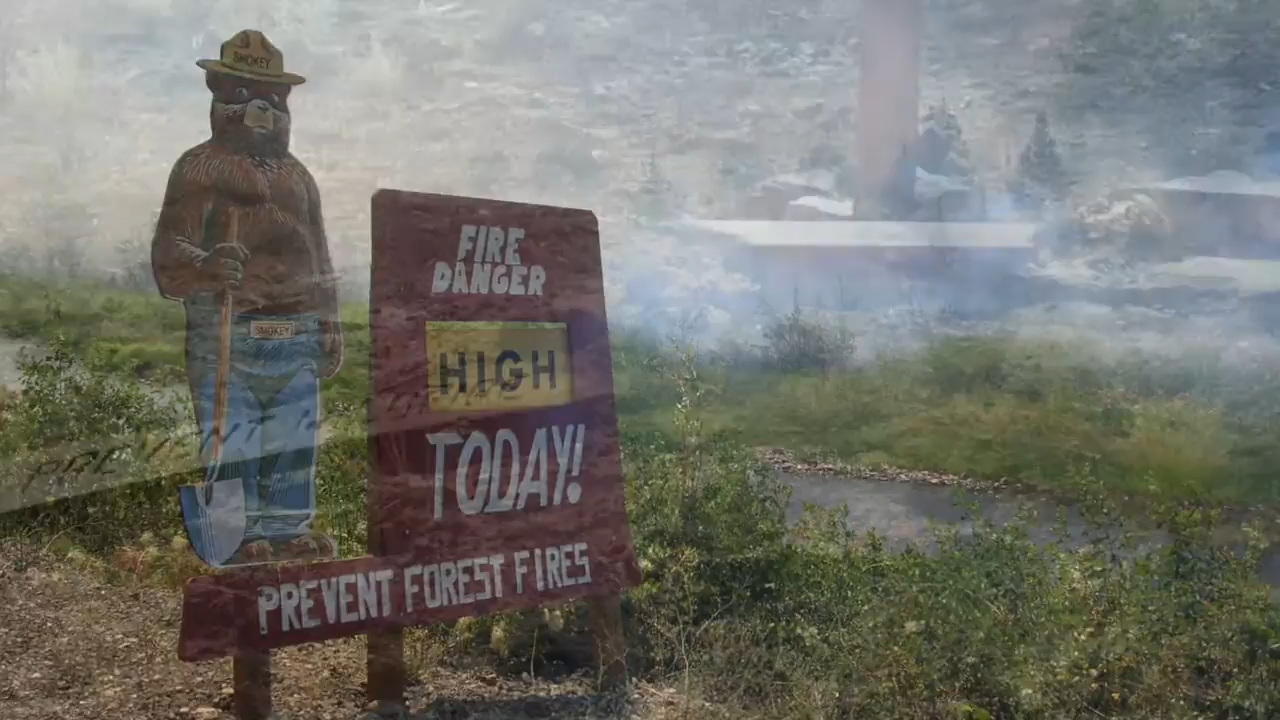 SMOKEY
SMOKEY
FIRE
DANGER
HIGH
TODAY!
PREVENT FOREST FIRES